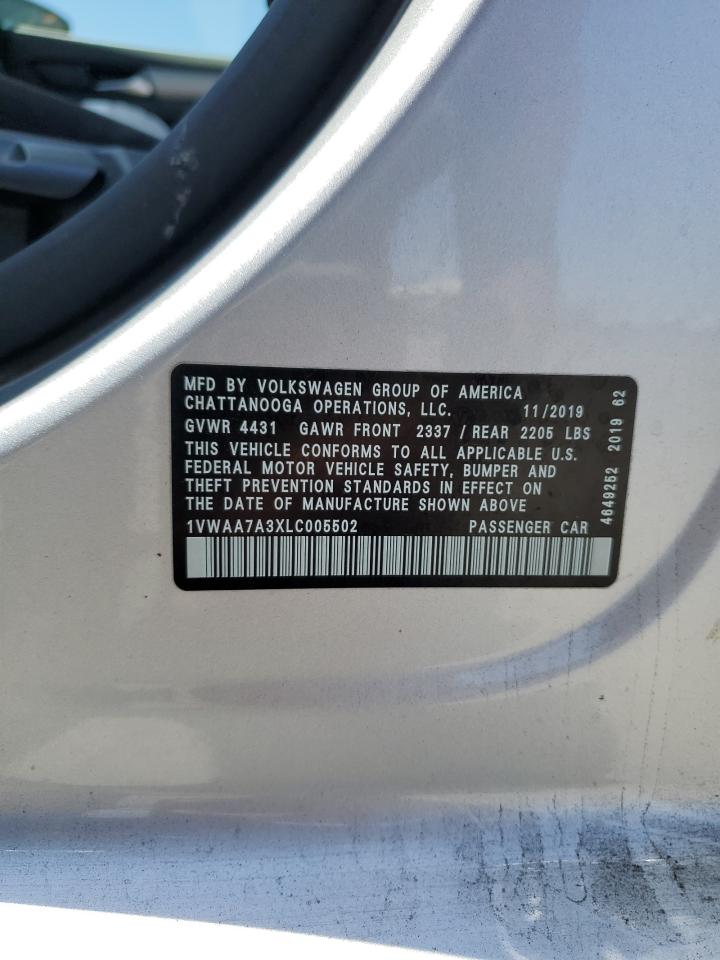 MFD BY VOLKSWAGEN GROUP OF AMERICA
CHATTANOOGA OPERATIONS, LLC. 11/2019
GVWR 4431 GAWR FRONT 2337 / REAR 2205 LBS
THIS VEHICLE CONFORMS TO ALL APPLICABLE U.S.
FEDERAL MOTOR VEHICLE SAFETY, BUMPER AND
THEFT PREVENTION STANDARDS IN EFFECT ON
THE DATE OF MANUFACTURE SHOWN ABOVE
1VWAA7A3XLC005502 PASSENGER CAR
4649252 2019 62